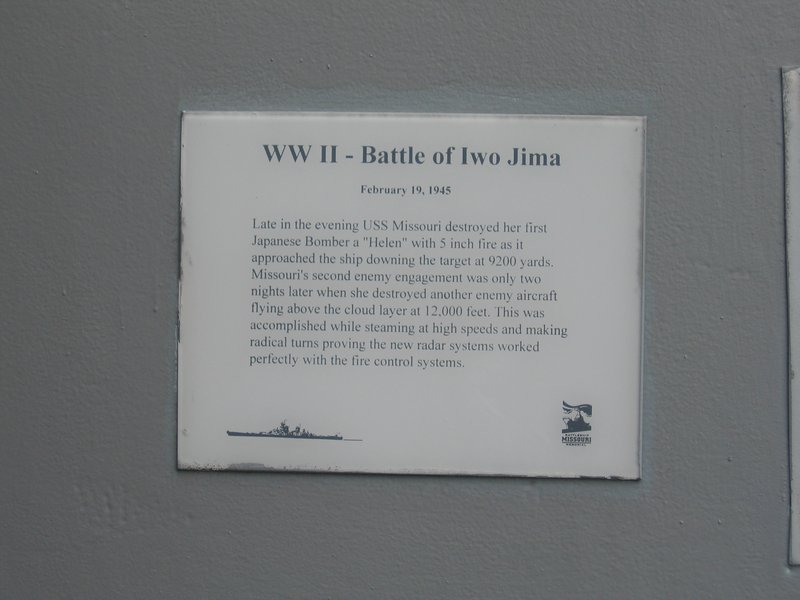 WW II - Battle of Iwo Jima
February 19, 1945
Late in the evening USS Missouri destroyed her first
Japanese Bomber a "Helen" with 5 inch fire as it
approached the ship downing the target at 9200 yards.
Missouri's second enemy engagement was only two
nights later when she destroyed another enemy aircraft
flying above the cloud layer at 12,000 feet. This was
accomplished while steaming at high speeds and making
radical turns proving the new radar systems worked
perfectly with the fire control systems.
BATTLESHIP
MISSOURI
MEMORIAL